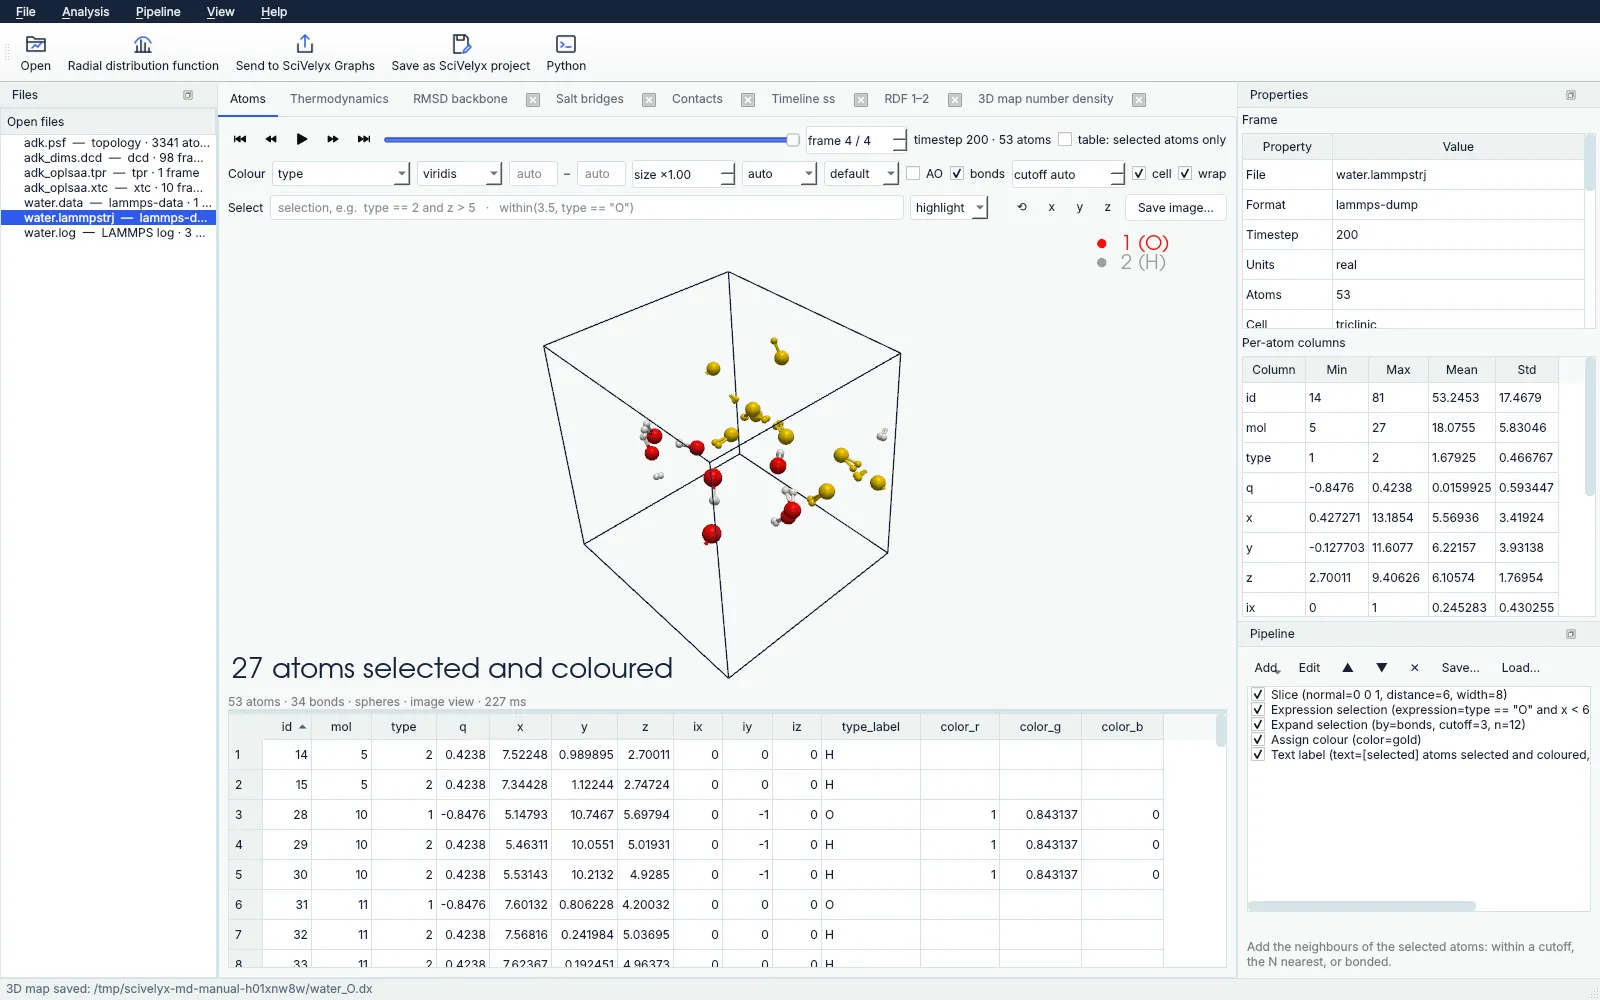 File Analysis Pipeline View Help
Open Radial distribution function Send to SciVelyx Graphs Save as SciVelyx project Python
Files
Open files
adk.psf — topology · 3341 ato...
adk_dims.dcd — dcd · 98 fra...
adk_oplsaa.tpr — tpr · 1 frame
adk_oplsaa.xtc — xtc · 10 fra...
water.data — lammps-data · 1 ...
water.lammpstrj — lammps-d...
water.log — LAMMPS log · 3 ...
Atoms Thermodynamics RMSD backbone Salt bridges Contacts Timeline ss RDF 1–2 3D map number density
frame 4 / 4 timestep 200 · 53 atoms table: selected atoms only
Colour type viridis auto – auto size ×1.00 auto default AO bonds cutoff auto cell wrap
Select selection, e.g. type == 2 and z > 5 · within(3.5, type == "O") highlight ⟲ x y z Save image...
1 (O)
2 (H)
27 atoms selected and coloured
53 atoms · 34 bonds · spheres · image view · 227 ms
id mol type q x y z ix iy iz type_label color_r color_g color_b
1 14 5 2 0.4238 7.52248 0.989895 2.70011 0 0 0 H
2 15 5 2 0.4238 7.34428 1.12244 2.74724 0 0 0 H
3 28 10 1 -0.8476 5.14793 10.7467 5.69794 0 -1 0 O 1 0.843137 0
4 29 10 2 0.4238 5.46311 10.0551 5.01931 0 -1 0 H 1 0.843137 0
5 30 10 2 0.4238 5.53143 10.2132 4.9285 0 -1 0 H 1 0.843137 0
6 31 11 1 -0.8476 7.60132 0.806228 4.20032 0 0 0 O
7 32 11 2 0.4238 7.56816 0.241984 5.03695 0 0 0 H
8 33 11 2 0.4238 7.62367 0.192451 4.96373 0 0 0 H
Properties
Frame
Property Value
File water.lammpstrj
Format lammps-dump
Timestep 200
Units real
Atoms 53
Cell triclinic
Per-atom columns
Column Min Max Mean Std
id 14 81 53.2453 17.4679
mol 5 27 18.0755 5.83046
type 1 2 1.67925 0.466767
q -0.8476 0.4238 0.0159925 0.593447
x 0.427271 13.1854 5.56936 3.41924
y -0.127703 11.6077 6.22157 3.93138
z 2.70011 9.40626 6.10574 1.76954
ix 0 1 0.245283 0.430255
Pipeline
Add Edit ▲ ▼ × Save... Load...
Slice (normal=0 0 1, distance=6, width=8)
Expression selection (expression=type == "O" and x < 6
Expand selection (by=bonds, cutoff=3, n=12)
Assign colour (color=gold)
Text label (text=[selected] atoms selected and coloured,
Add the neighbours of the selected atoms: within a cutoff,
the N nearest, or bonded.
3D map saved: /tmp/scivelyx-md-manual-h01xnw8w/water_O.dx